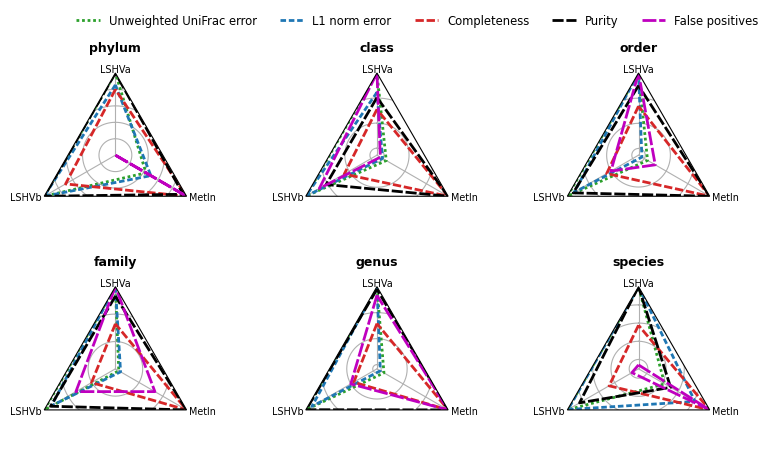 Unweighted UniFrac error L1 norm error Completeness Purity False positives
phylum class order
LSHVa LSHVa LSHVa
LSHVb MetIn LSHVb MetIn LSHVb MetIn
family genus species
LSHVa LSHVa LSHVa
LSHVb MetIn LSHVb MetIn LSHVb MetIn